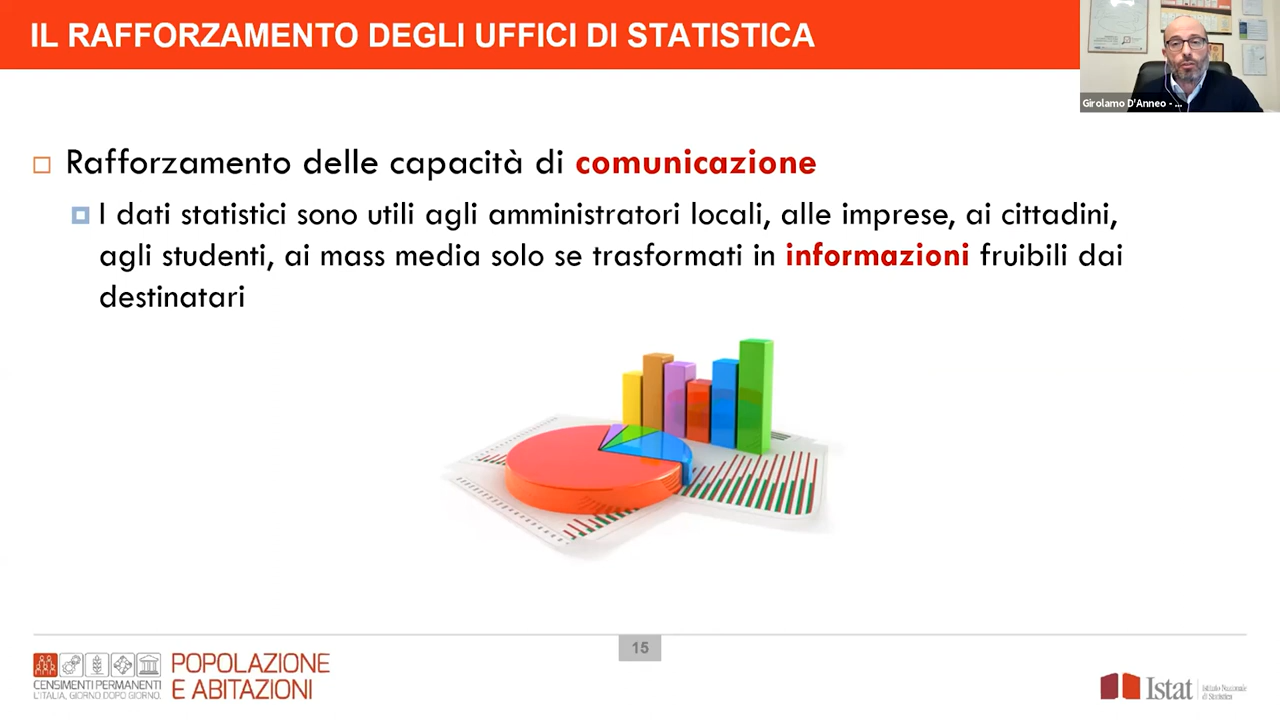 IL RAFFORZAMENTO DEGLI UFFICI DI STATISTICA
Girolamo D'Anneo - ...
Rafforzamento delle capacità di comunicazione
I dati statistici sono utili agli amministratori locali, alle imprese, ai cittadini,
agli studenti, ai mass media solo se trasformati in informazioni fruibili dai
destinatari
15
CENSIMENTI PERMANENTI
L'ITALIA, GIORNO DOPO GIORNO.
POPOLAZIONE
E ABITAZIONI
Istat
Istituto Nazionale
di Statistica